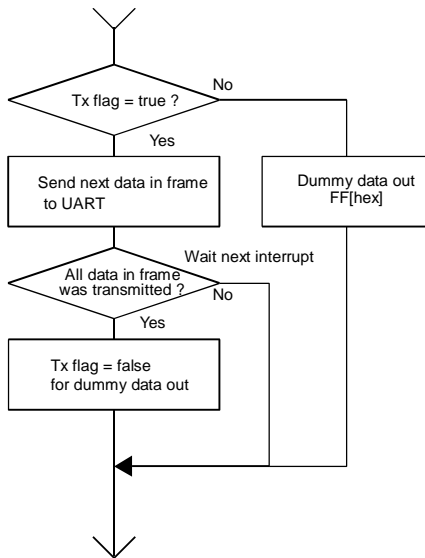 No
Tx flag = true ?
Yes
Send next data in frame
to UART
Dummy data out
FF[hex]
Wait next interrupt
All data in frame
was transmitted ?
No
Yes
Tx flag = false
for dummy data out